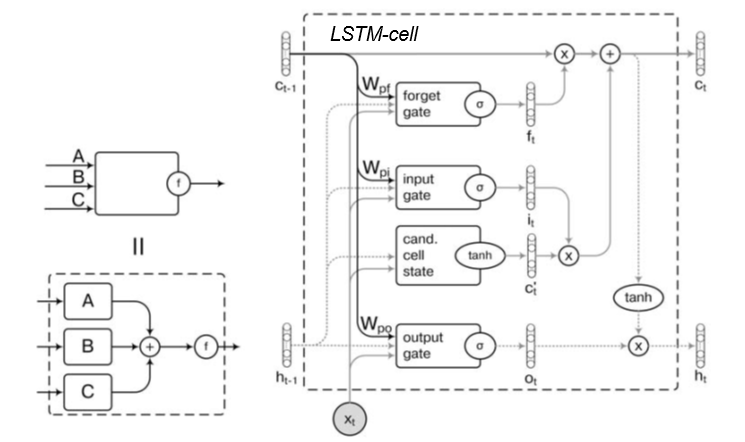 LSTM-cell
c_{t-1}
c_t
W_{pf}
forget
gate
σ
f_t
x
+
A
B
C
f
W_{pi}
input
gate
σ
i_t
cand.
cell
state
tanh
c'_t
x
=
A
B
C
+
f
tanh
W_{po}
output
gate
σ
o_t
x
h_{t-1}
h_t
x_t